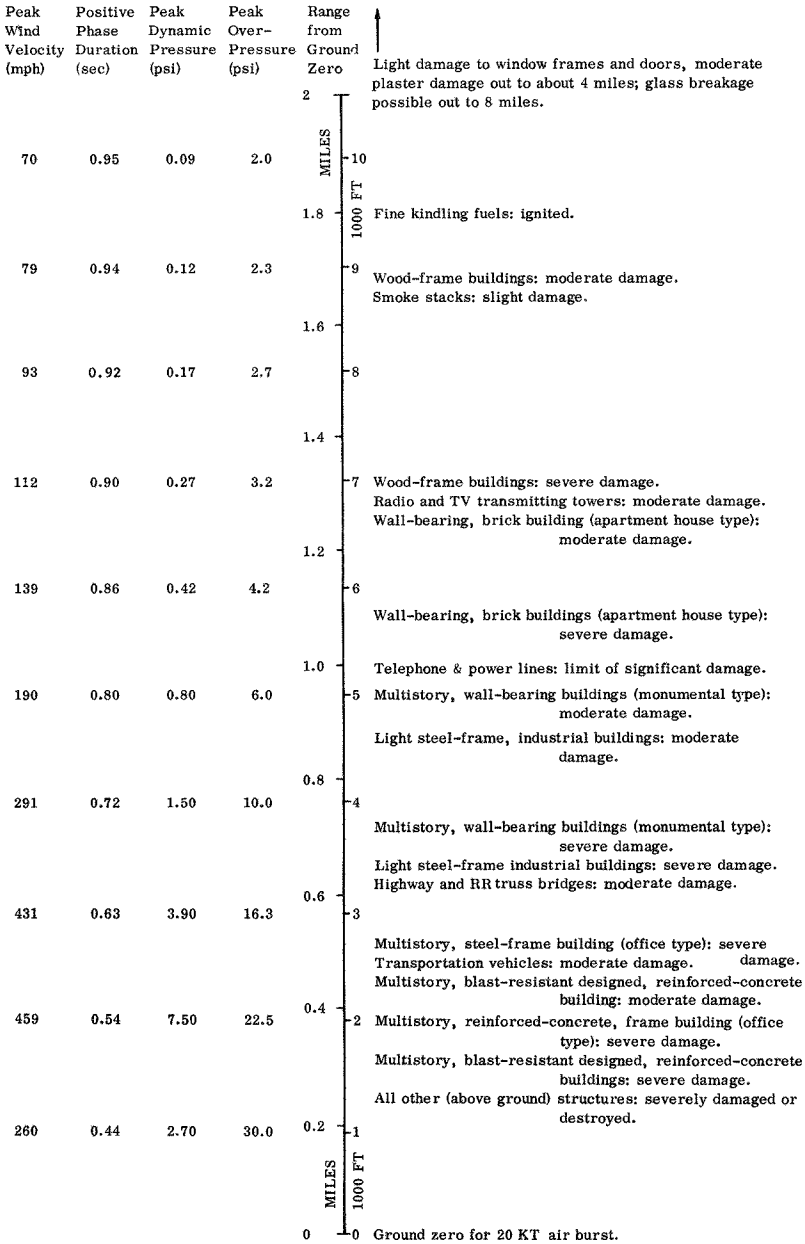 Peak Positive Peak Peak Range
Wind Phase Dynamic Over- from
Velocity Duration Pressure Pressure Ground
(mph) (sec) (psi) (psi) Zero
Light damage to window frames and doors, moderate
plaster damage out to about 4 miles; glass breakage
possible out to 8 miles.
2
MILES
70 0.95 0.09 2.0 10
1000 FT
1.8 Fine kindling fuels: ignited.
79 0.94 0.12 2.3 9
Wood-frame buildings: moderate damage.
Smoke stacks: slight damage.
1.6
93 0.92 0.17 2.7 8
1.4
112 0.90 0.27 3.2 7 Wood-frame buildings: severe damage.
Radio and TV transmitting towers: moderate damage.
Wall-bearing, brick building (apartment house type):
moderate damage.
1.2
139 0.86 0.42 4.2 6
Wall-bearing, brick buildings (apartment house type):
severe damage.
1.0 Telephone & power lines: limit of significant damage.
190 0.80 0.80 6.0 5 Multistory, wall-bearing buildings (monumental type):
moderate damage.
Light steel-frame, industrial buildings: moderate
damage.
0.8
291 0.72 1.50 10.0 4
Multistory, wall-bearing buildings (monumental type):
severe damage.
Light steel-frame industrial buildings: severe damage.
Highway and RR truss bridges: moderate damage.
0.6
431 0.63 3.90 16.3 3
Multistory, steel-frame building (office type): severe
damage.
Transportation vehicles: moderate damage.
Multistory, blast-resistant designed, reinforced-concrete
building: moderate damage.
0.4
459 0.54 7.50 22.5 2 Multistory, reinforced-concrete, frame building (office
type): severe damage.
Multistory, blast-resistant designed, reinforced-concrete
buildings: severe damage.
All other (above ground) structures: severely damaged or
destroyed.
0.2
260 0.44 2.70 30.0 1
MILES
1000 FT
0 0 Ground zero for 20 KT air burst.